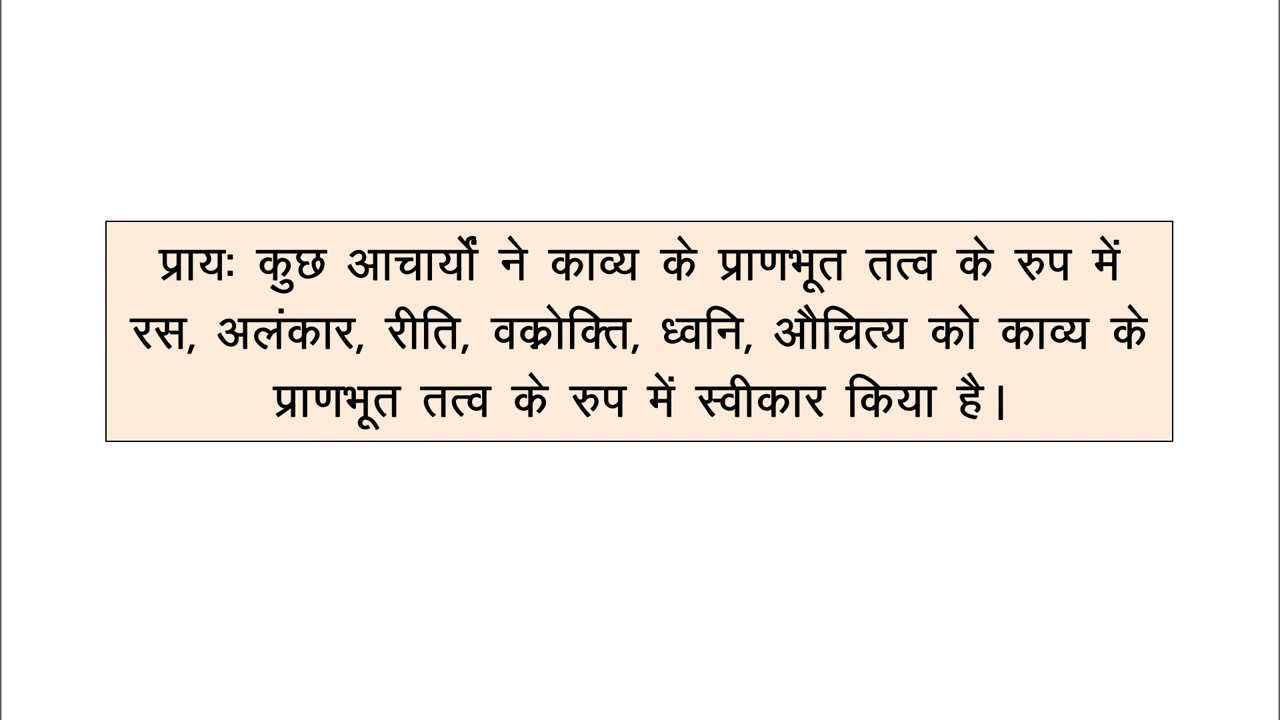 प्रायः कुछ आचार्यों ने काव्य के प्राणभूत तत्व के रुप में
रस, अलंकार, रीति, वक्रोक्ति, ध्वनि, औचित्य को काव्य के
प्राणभूत तत्व के रुप में स्वीकार किया है।